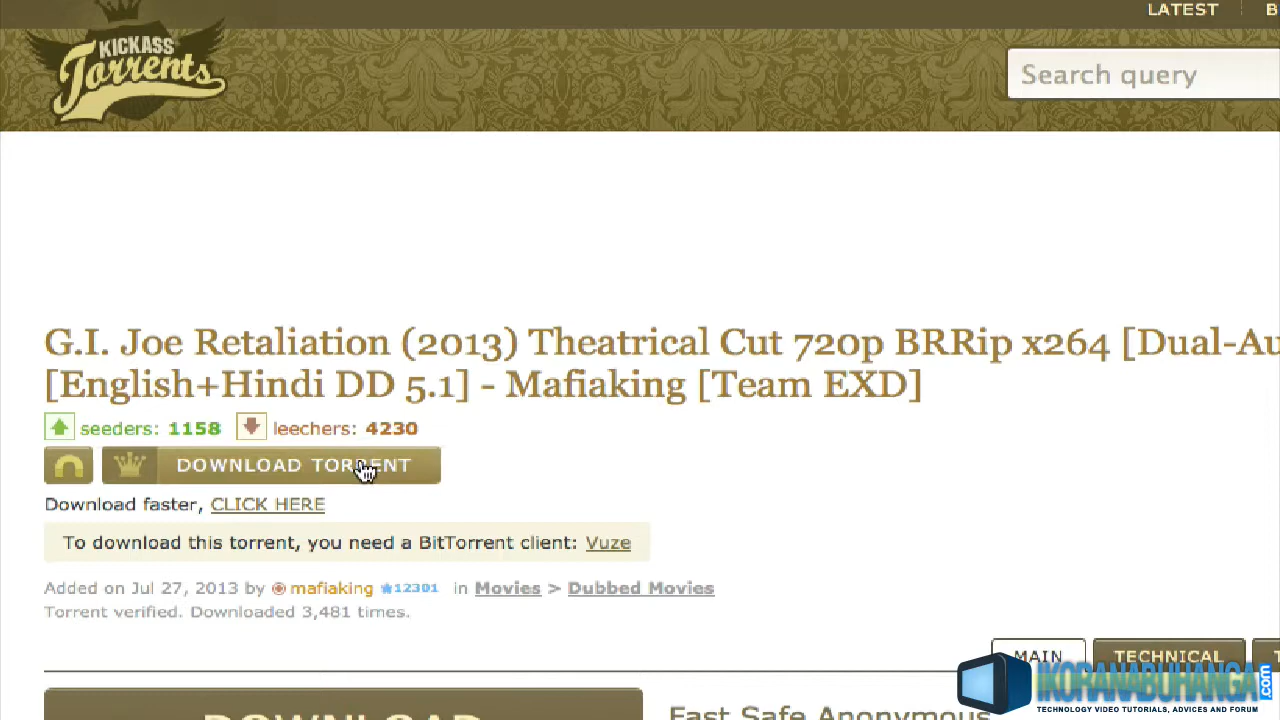 LATEST
KICKASS
Torrents
Search query
G.I. Joe Retaliation (2013) Theatrical Cut 720p BRRip x264 [Dual-Au
[English+Hindi DD 5.1] - Mafiaking [Team EXD]
seeders: 1158 leechers: 4230
DOWNLOAD TORRENT
Download faster, CLICK HERE
To download this torrent, you need a BitTorrent client: Vuze
Added on Jul 27, 2013 by mafiaking 12301 in Movies > Dubbed Movies
Torrent verified. Downloaded 3,481 times.
MAIN TECHNICAL
IKORANABUHANGA.com
TECHNOLOGY VIDEO TUTORIALS, ADVICES AND FORUM
DOWNLOAD
Fast Safe Anonymous